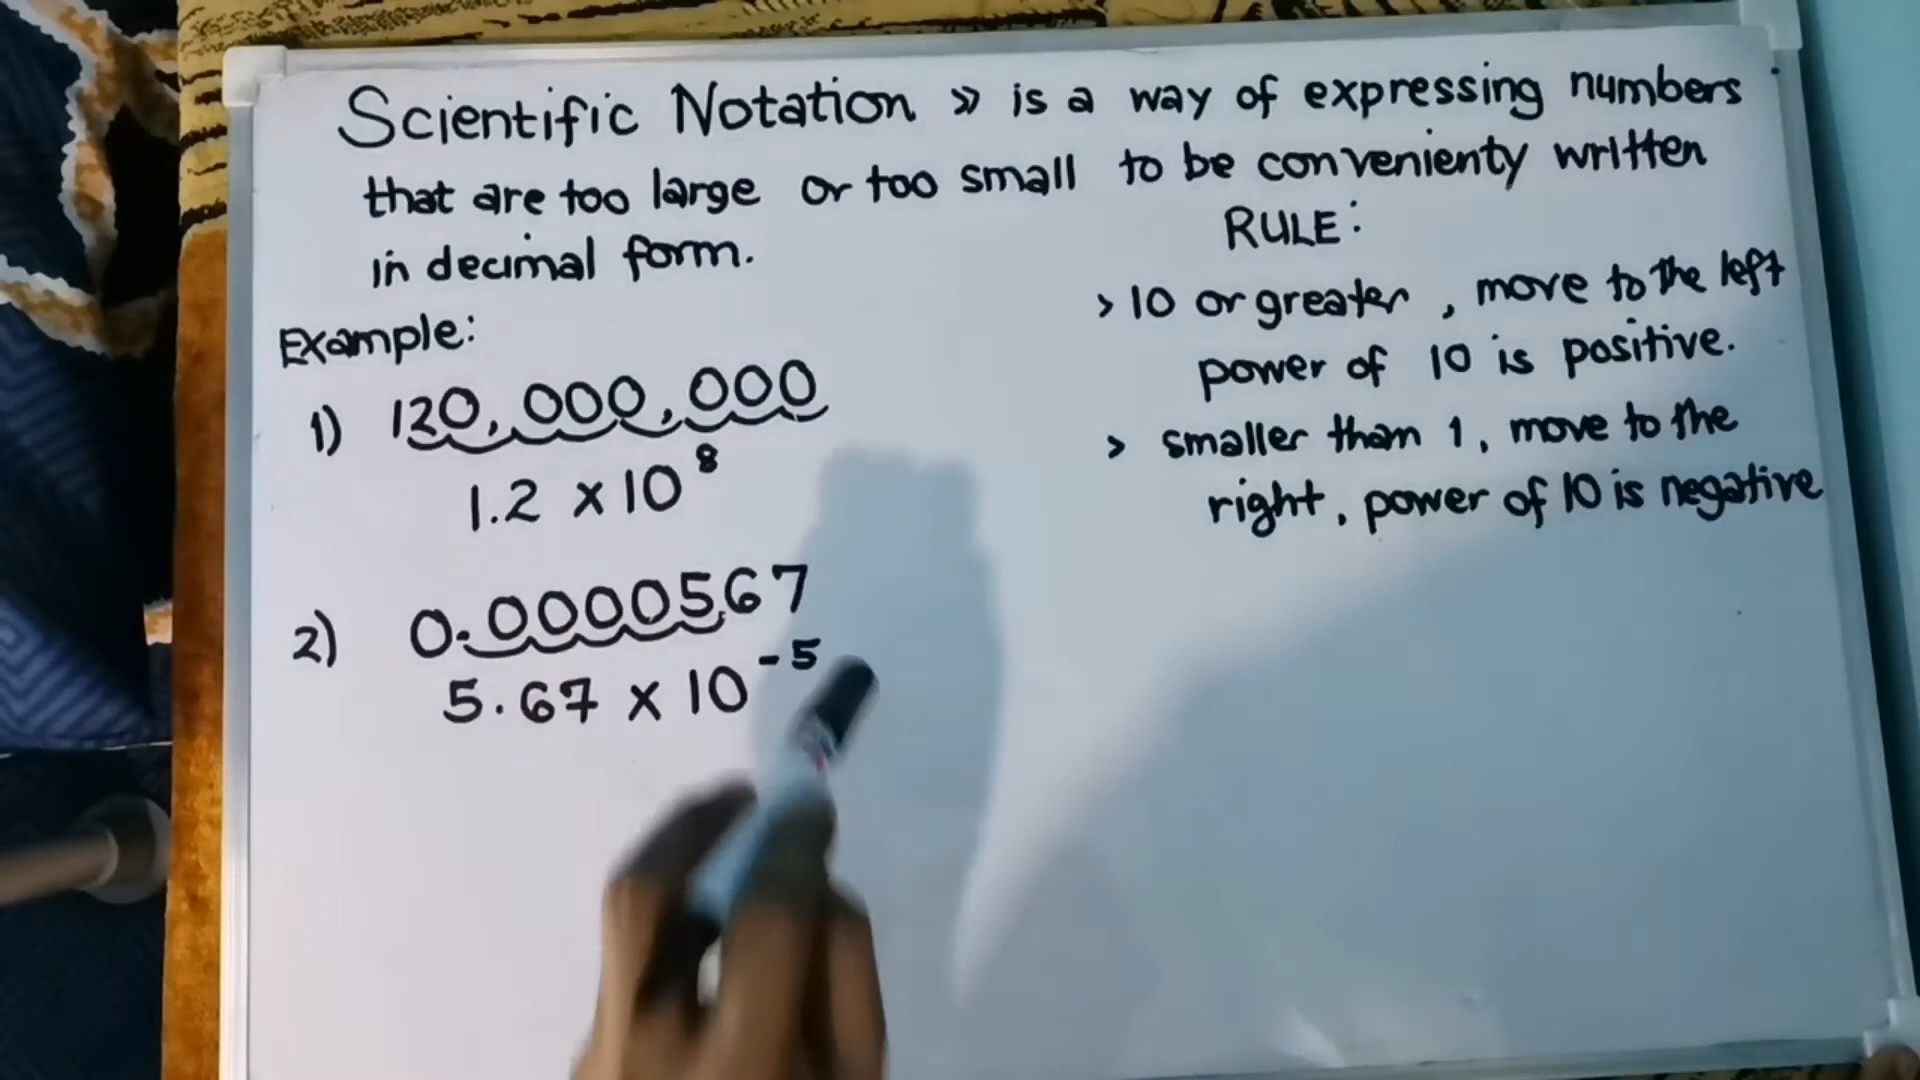 Scientific Notation >> is a way of expressing numbers
that are too large or too small to be convenienty written
in decimal form.
RULE:
> 10 or greater, move to the left
power of 10 is positive.
> smaller than 1, move to the
right, power of 10 is negative
Example:
1) 120,000,000
1.2 x 10⁸
2) 0.0000567
5.67 x 10⁻⁵